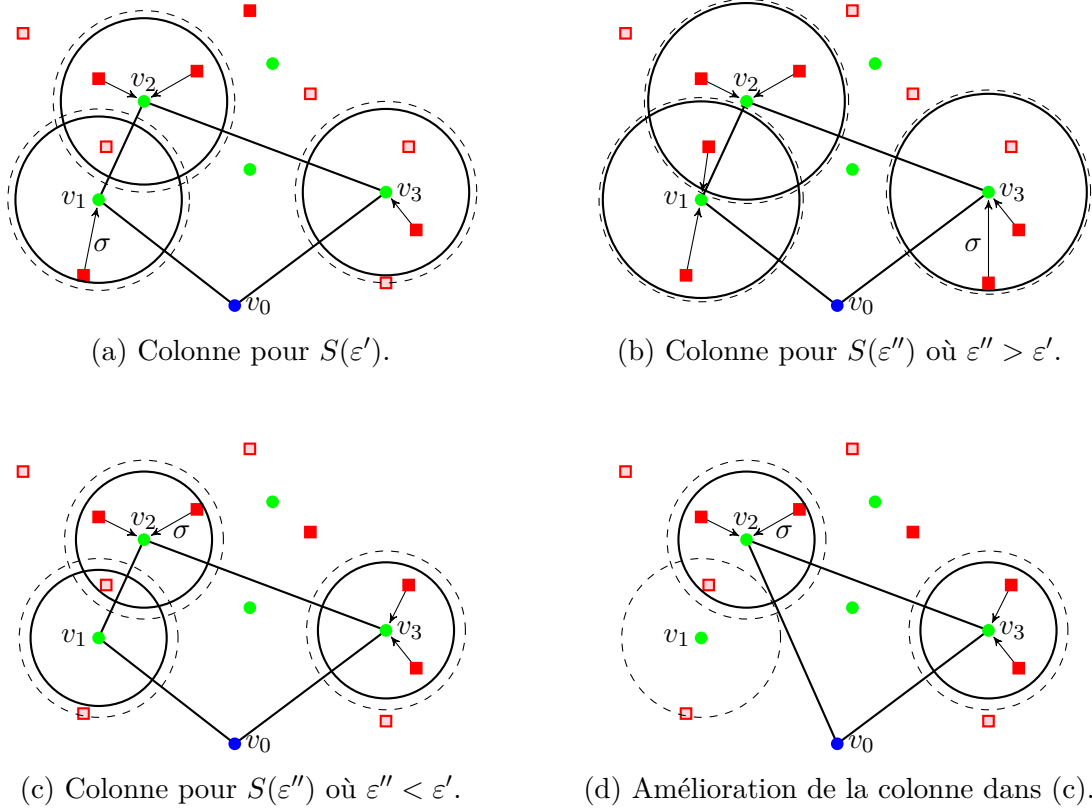 v₂
v₁
v₃
σ
v₀
(a) Colonne pour S(ε′).
v₂
v₁
v₃
σ
v₀
(b) Colonne pour S(ε′′) où ε′′ > ε′.
v₂
σ
v₁
v₃
v₀
(c) Colonne pour S(ε′′) où ε′′ < ε′.
v₂
σ
v₁
v₃
v₀
(d) Amélioration de la colonne dans (c).